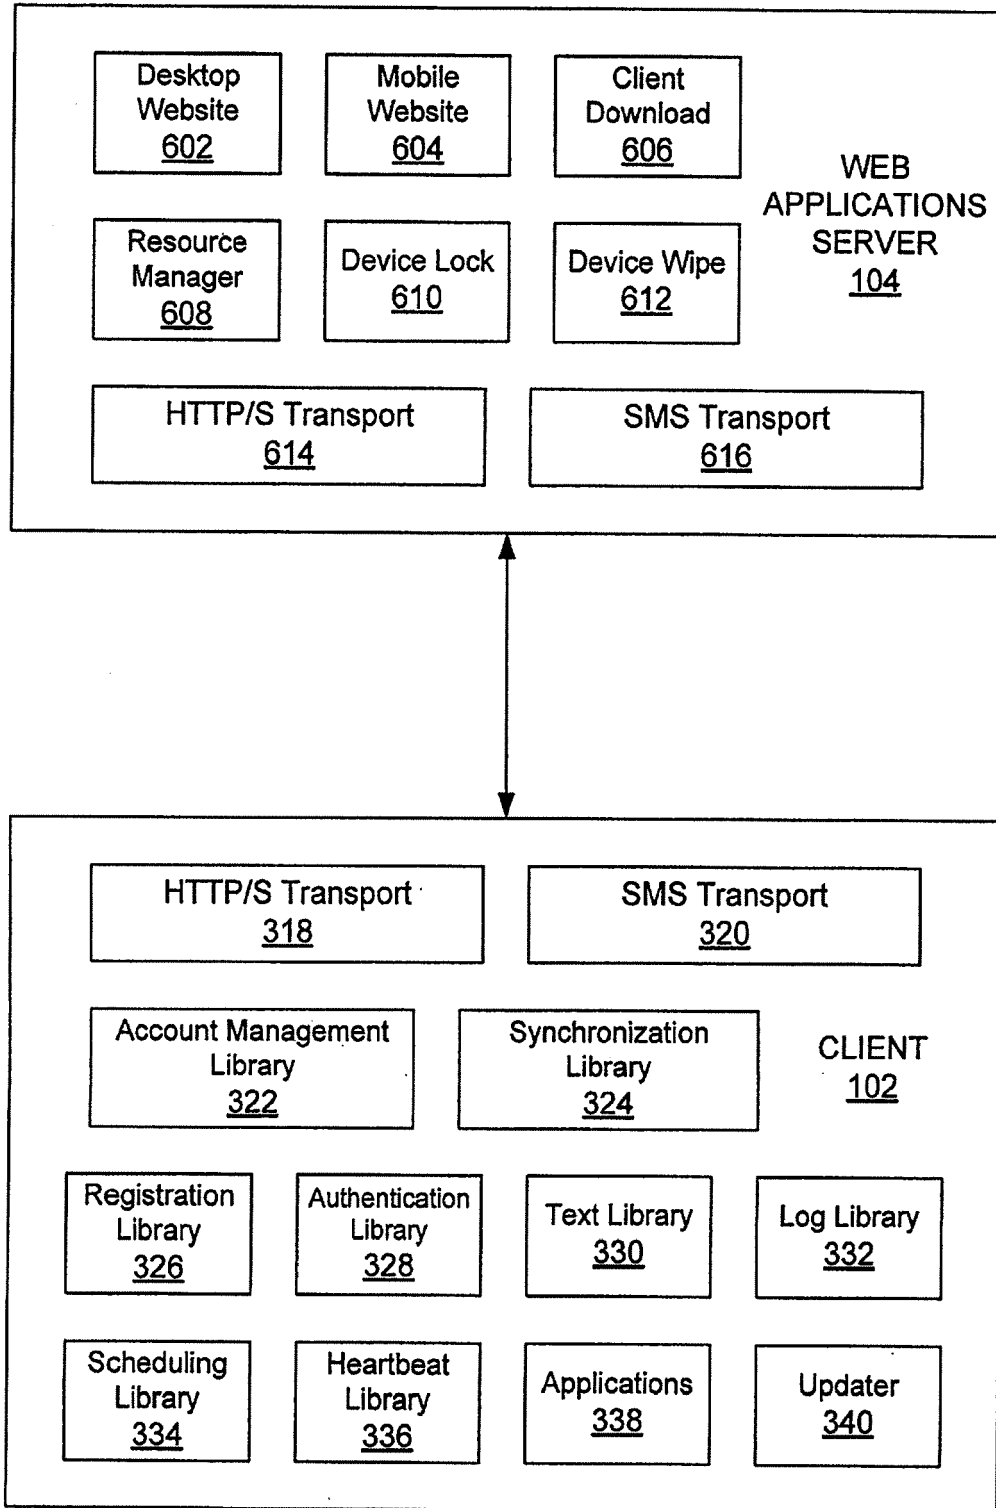 Desktop
Website
602
Mobile
Website
604
Client
Download
606
WEB
APPLICATIONS
SERVER
104
Resource
Manager
608
Device Lock
610
Device Wipe
612
HTTP/S Transport
614
SMS Transport
616
HTTP/S Transport
318
SMS Transport
320
Account Management
Library
322
Synchronization
Library
324
CLIENT
102
Registration
Library
326
Authentication
Library
328
Text Library
330
Log Library
332
Scheduling
Library
334
Heartbeat
Library
336
Applications
338
Updater
340